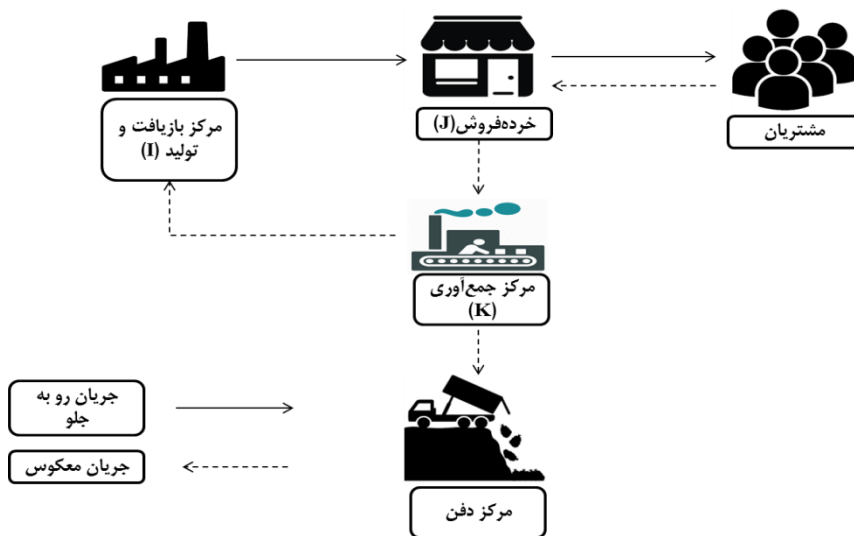 مرکز بازیافت و
تولید (I)
خرده‌فروش(J)
مشتریان
مرکز جمع‌آوری
(K)
جریان رو به
جلو
جریان معکوس
مرکز دفن